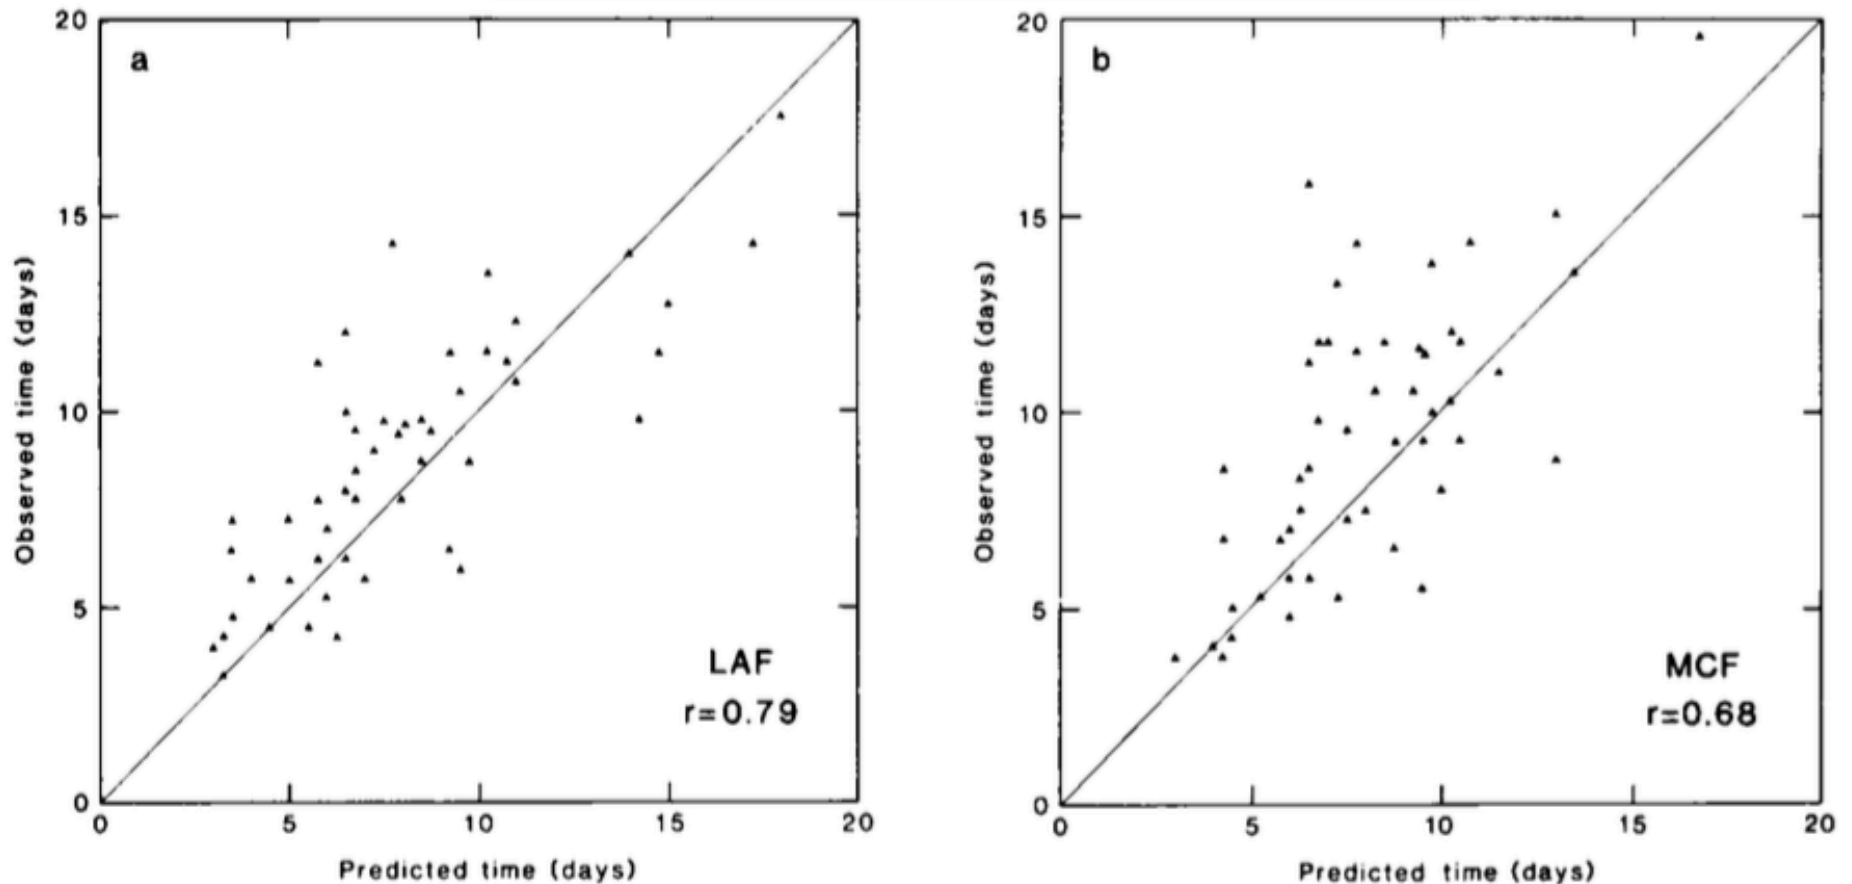 a
20
15
10
5
0
Observed time (days)
0 5 10 15 20
Predicted time (days)
LAF
r=0.79
b
20
15
10
5
0
Observed time (days)
0 5 10 15 20
Predicted time (days)
MCF
r=0.68